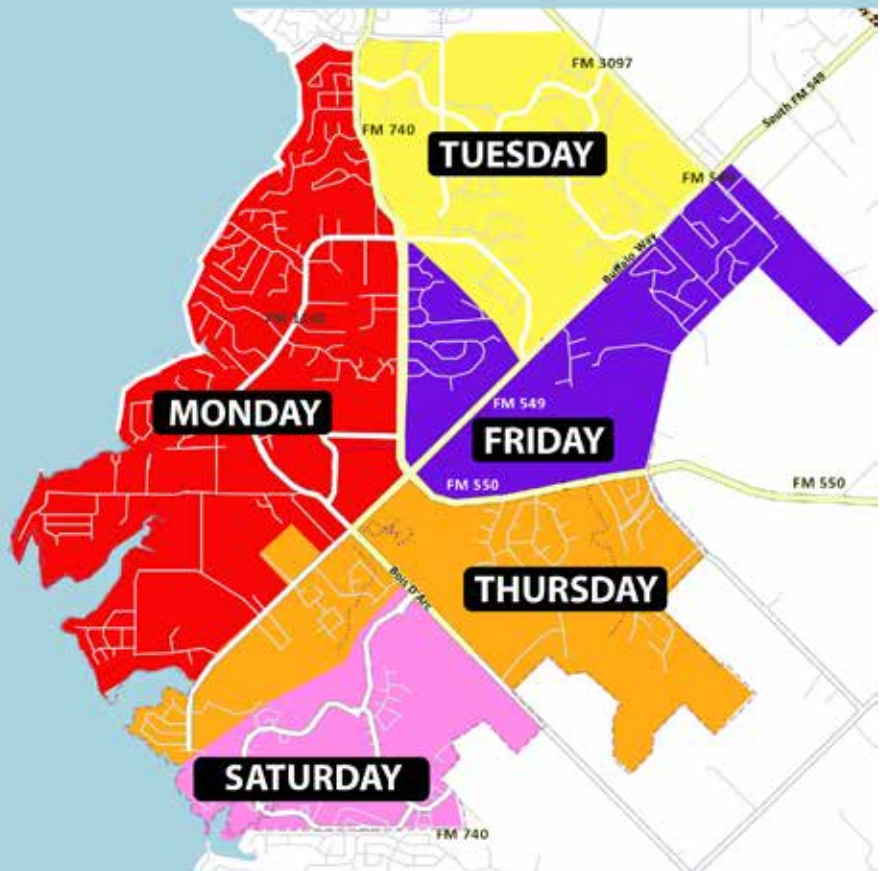 FM 3097
South FM 549
FM 740
TUESDAY
FM 549
Buffalo Way
MONDAY
FM 549
FRIDAY
FM 550
FM 550
Bois D'Arc
THURSDAY
SATURDAY
FM 740